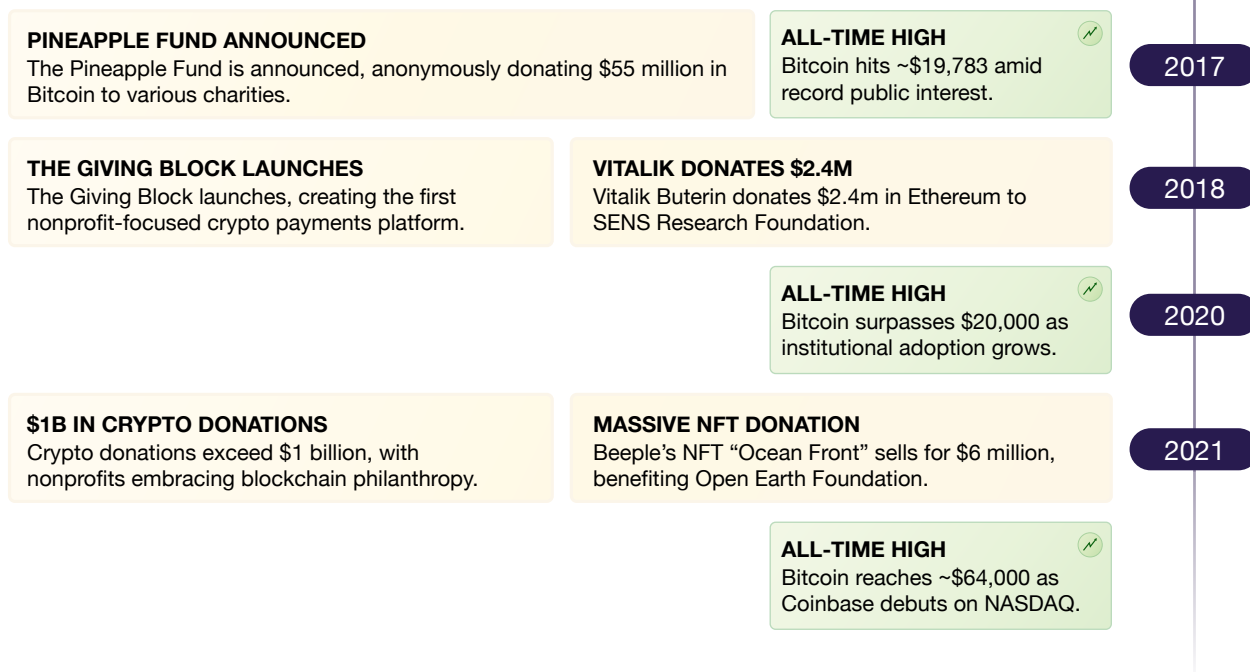 PINEAPPLE FUND ANNOUNCED
The Pineapple Fund is announced, anonymously donating $55 million in
Bitcoin to various charities.
ALL-TIME HIGH
Bitcoin hits ~$19,783 amid
record public interest.
2017
THE GIVING BLOCK LAUNCHES
The Giving Block launches, creating the first
nonprofit-focused crypto payments platform.
VITALIK DONATES $2.4M
Vitalik Buterin donates $2.4m in Ethereum to
SENS Research Foundation.
2018
ALL-TIME HIGH
Bitcoin surpasses $20,000 as
institutional adoption grows.
2020
$1B IN CRYPTO DONATIONS
Crypto donations exceed $1 billion, with
nonprofits embracing blockchain philanthropy.
MASSIVE NFT DONATION
Beeple’s NFT “Ocean Front” sells for $6 million,
benefiting Open Earth Foundation.
2021
ALL-TIME HIGH
Bitcoin reaches ~$64,000 as
Coinbase debuts on NASDAQ.